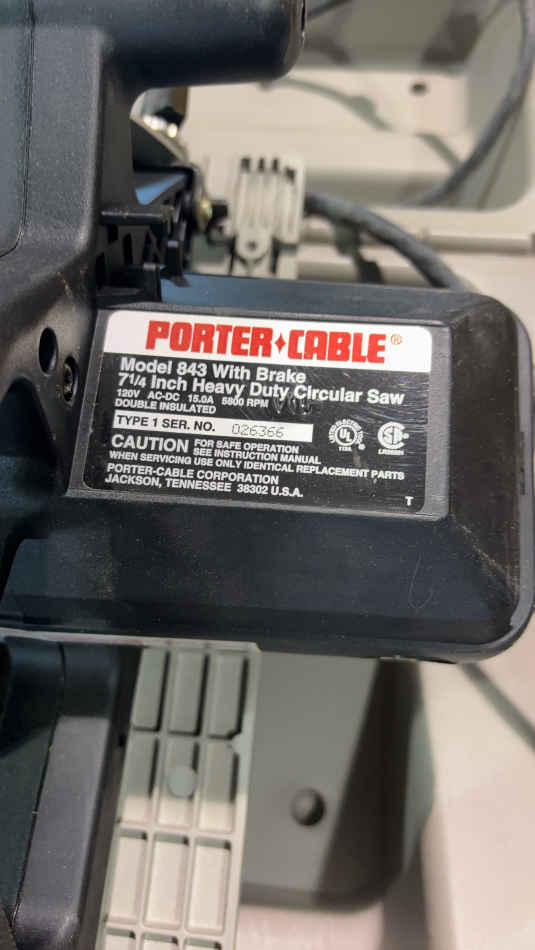 PORTER+CABLE®
Model 843 With Brake
7 1/4 Inch Heavy Duty Circular Saw
120V AC-DC 15.0A 5800 RPM
DOUBLE INSULATED
TYPE 1 SER. NO. 026366
CAUTION FOR SAFE OPERATION
SEE INSTRUCTION MANUAL
WHEN SERVICING USE ONLY IDENTICAL REPLACEMENT PARTS
PORTER-CABLE CORPORATION
JACKSON, TENNESSEE 38302 U.S.A.
UL
T